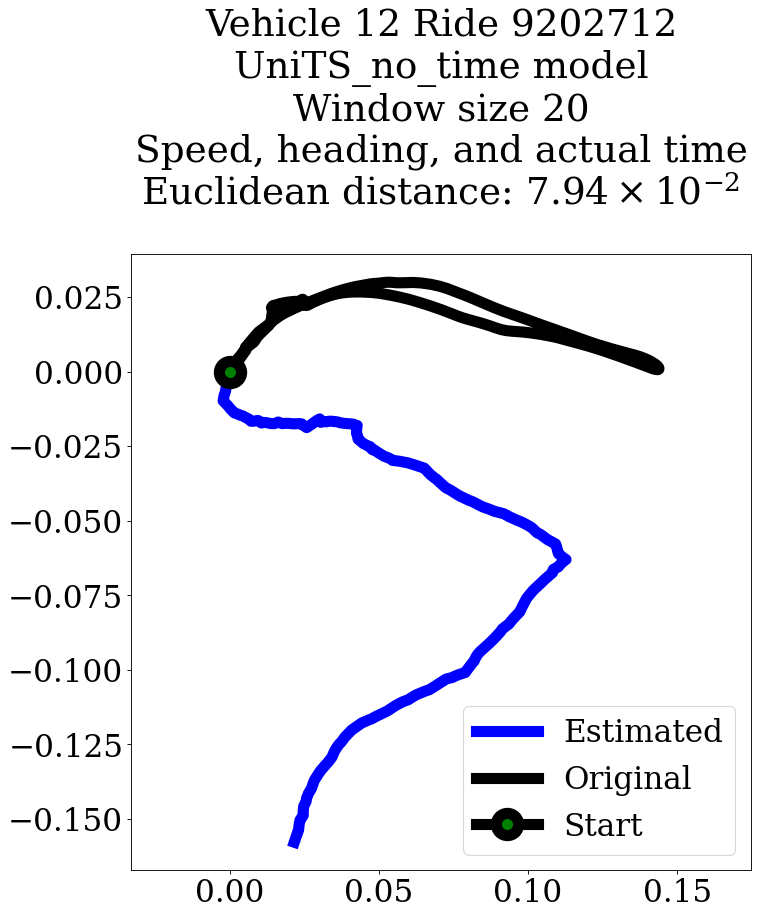 Vehicle 12 Ride 9202712
UniTS_no_time model
Window size 20
Speed, heading, and actual time
Euclidean distance: 7.94 × 10⁻²
0.025
0.000
−0.025
−0.050
−0.075
−0.100
−0.125
−0.150
Estimated
Original
Start
0.00 0.05 0.10 0.15